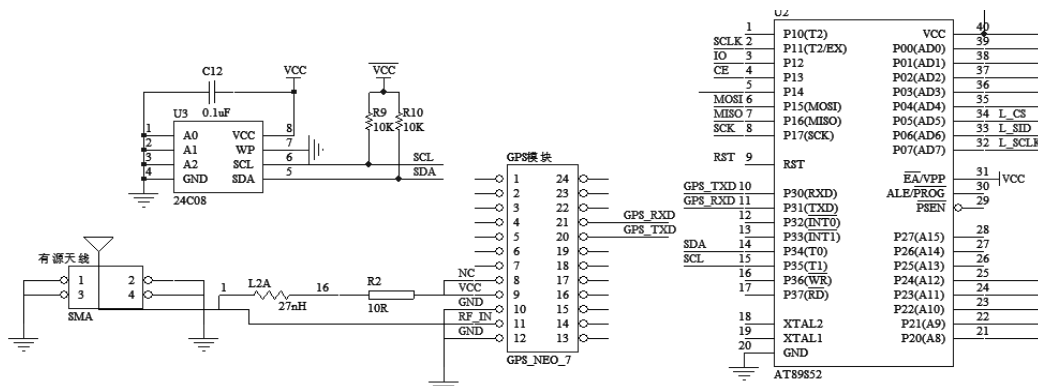 C12
0.1uF
VCC
VCC
R9
10K
R10
10K
U3
1 A0 VCC 8
2 A1 WP 7
3 A2 SCL 6 SCL
4 GND SDA 5 SDA
24C08
有源天线
1 2
3 4
SMA
1 L2A 16 R2
27nH 10R
GPS模块
1 24
2 23
3 22
4 21 GPS_RXD
5 20 GPS_TXD
6 19
7 18
NC 8 17
VCC 9 16
GND 10 15
RF_IN 11 14
GND 12 13
GPS_NEO_7
U2
1 P10(T2) VCC 40
SCLK 2 P11(T2/EX) P00(AD0) 39
IO 3 P12 P01(AD1) 38
CE 4 P13 P02(AD2) 37
5 P14 P03(AD3) 36
MOSI 6 P15(MOSI) P04(AD4) 35
MISO 7 P16(MISO) P05(AD5) 34 L_CS
SCK 8 P17(SCK) P06(AD6) 33 L_SID
P07(AD7) 32 L_SCLK
RST 9 RST
EA/VPP 31 VCC
GPS_TXD 10 P30(RXD) ALE/PROG 30
GPS_RXD 11 P31(TXD) PSEN 29
12 P32(INT0)
13 P33(INT1) P27(A15) 28
SDA 14 P34(T0) P26(A14) 27
SCL 15 P35(T1) P25(A13) 26
16 P36(WR) P24(A12) 25
17 P37(RD) P23(A11) 24
P22(A10) 23
18 XTAL2 P21(A9) 22
19 XTAL1 P20(A8) 21
20 GND
AT89852